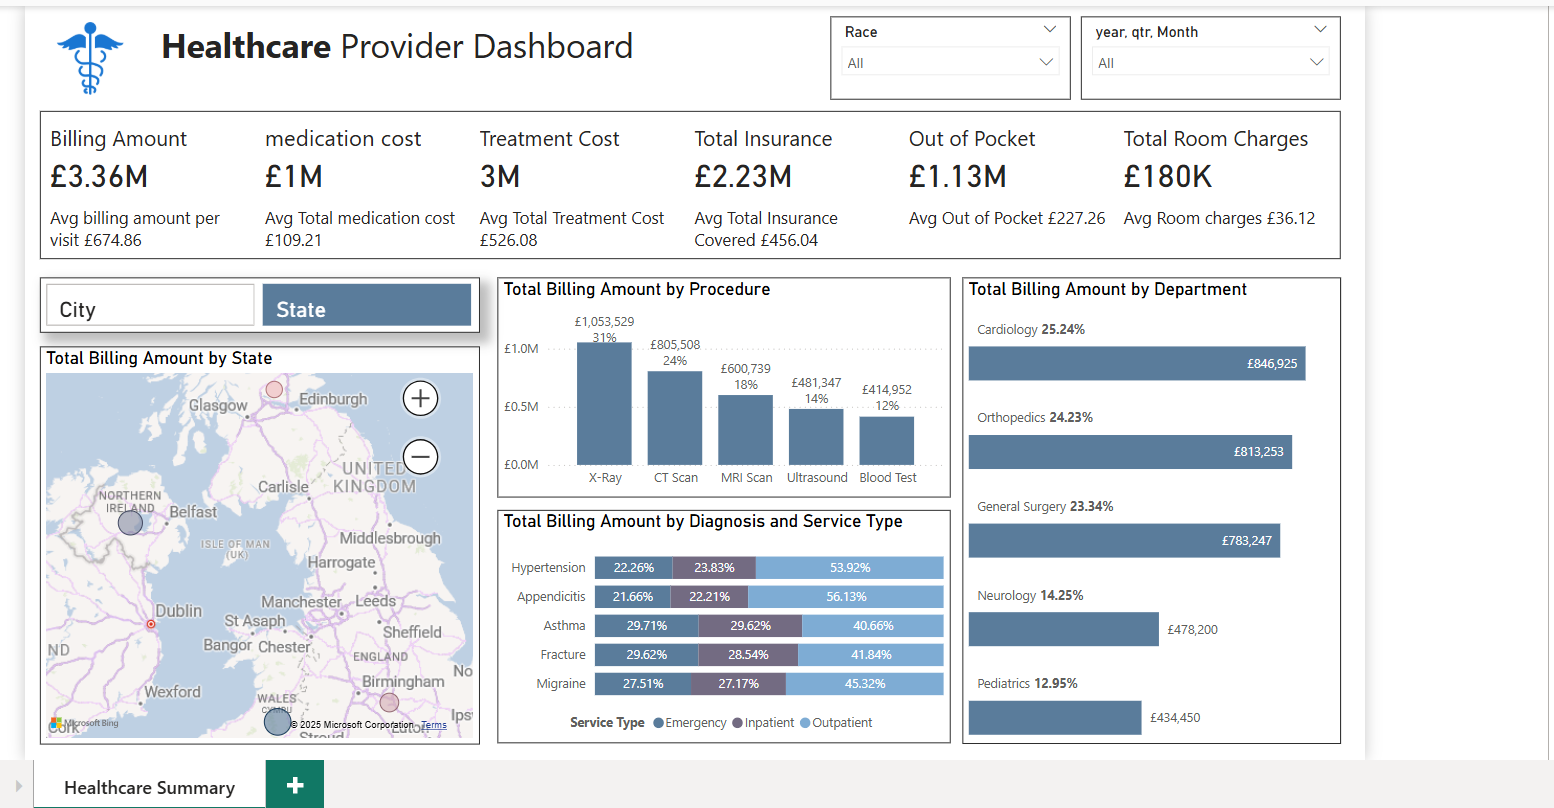 Healthcare Provider Dashboard
Race
All
year, qtr, Month
All
Billing Amount
£3.36M
Avg billing amount per
visit £674.86
medication cost
£1M
Avg Total medication cost
£109.21
Treatment Cost
3M
Avg Total Treatment Cost
£526.08
Total Insurance
£2.23M
Avg Total Insurance
Covered £456.04
Out of Pocket
£1.13M
Avg Out of Pocket £227.26
Total Room Charges
£180K
Avg Room charges £36.12
City
State
Total Billing Amount by State
Glasgow
Edinburgh
UNITED
KINGDOM
Carlisle
NORTHERN
IRELAND
Belfast
ISLE OF MAN
(UK)
Middlesbrough
Harrogate
Dublin
Manchester
Leeds
St Asaph
Sheffield
Bangor
Chester
ND
ENGLAND
No
Birmingham
Wexford
WALES
Ips
Cork
Microsoft Bing
© 2025 Microsoft Corporation
Terms
Luton
Stroud
Total Billing Amount by Procedure
£1.0M
£0.5M
£0.0M
£1,053,529
31%
£805,508
24%
£600,739
18%
£481,347
14%
£414,952
12%
X-Ray
CT Scan
MRI Scan
Ultrasound
Blood Test
Total Billing Amount by Diagnosis and Service Type
Hypertension 22.26% 23.83% 53.92%
Appendicitis 21.66% 22.21% 56.13%
Asthma 29.71% 29.62% 40.66%
Fracture 29.62% 28.54% 41.84%
Migraine 27.51% 27.17% 45.32%
Service Type Emergency Inpatient Outpatient
Total Billing Amount by Department
Cardiology 25.24%
£846,925
Orthopedics 24.23%
£813,253
General Surgery 23.34%
£783,247
Neurology 14.25%
£478,200
Pediatrics 12.95%
£434,450
Healthcare Summary
+